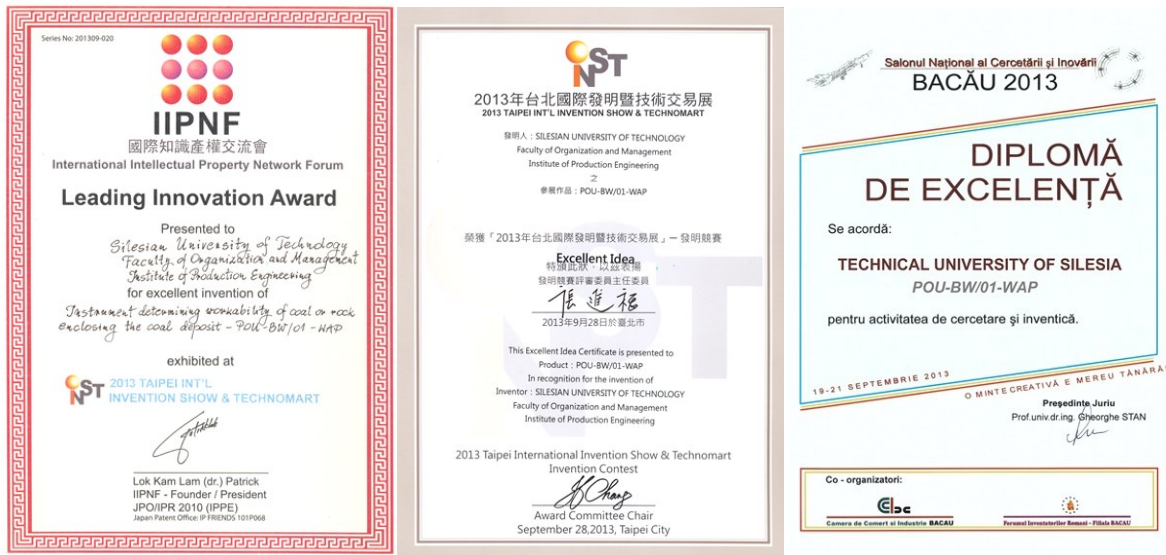 Series No: 201309-020
IIPNF
國際知識產權交流會
International Intellectual Property Network Forum
Leading Innovation Award
Presented to
Silesian University of Technology
Faculty of Organization and Management
Institute of Production Engineering
for excellent invention of
Instrument determining workability of coal or rock
enclosing the coal deposit - POU-BW/01-WAP
exhibited at
INST 2013 TAIPEI INT'L
INVENTION SHOW & TECHNOMART
Lok Kam Lam (dr.) Patrick
IIPNF - Founder / President
JPO/IPR 2010 (IPPE)
Japan Patent Office: IP FRIENDS 101P068
INST
2013年台北國際發明暨技術交易展
2013 TAIPEI INT'L INVENTION SHOW & TECHNOMART
發明人：SILESIAN UNIVERSITY OF TECHNOLOGY
Faculty of Organization and Management
Institute of Production Engineering
之
參展作品：POU-BW/01-WAP
榮獲「2013年台北國際發明暨技術交易展」－發明競賽
Excellent Idea
特頒此狀，以茲表揚
發明競賽評審委員主任委員
張進福
2013年9月28日於臺北市
This Excellent Idea Certificate is presented to
Product : POU-BW/01-WAP
In recognition for the invention of
Inventor : SILESIAN UNIVERSITY OF TECHNOLOGY
Faculty of Organization and Management
Institute of Production Engineering
2013 Taipei International Invention Show & Technomart
Invention Contest
Award Committee Chair
September 28,2013, Taipei City
Salonul Național al Cercetării și Inovării
BACĂU 2013
DIPLOMĂ
DE EXCELENȚĂ
Se acordă:
TECHNICAL UNIVERSITY OF SILESIA
POU-BW/01-WAP
pentru activitatea de cercetare și inventică.
19-21 SEPTEMBRIE 2013
O MINTE CREATIVĂ E MEREU TÂNĂRĂ
Președinte Juriu
Prof.univ.dr.ing. Gheorghe STAN
Co - organizatori:
Camera de Comert si Industrie BACAU
Forumul Inventatorilor Romani - Filiala BACAU